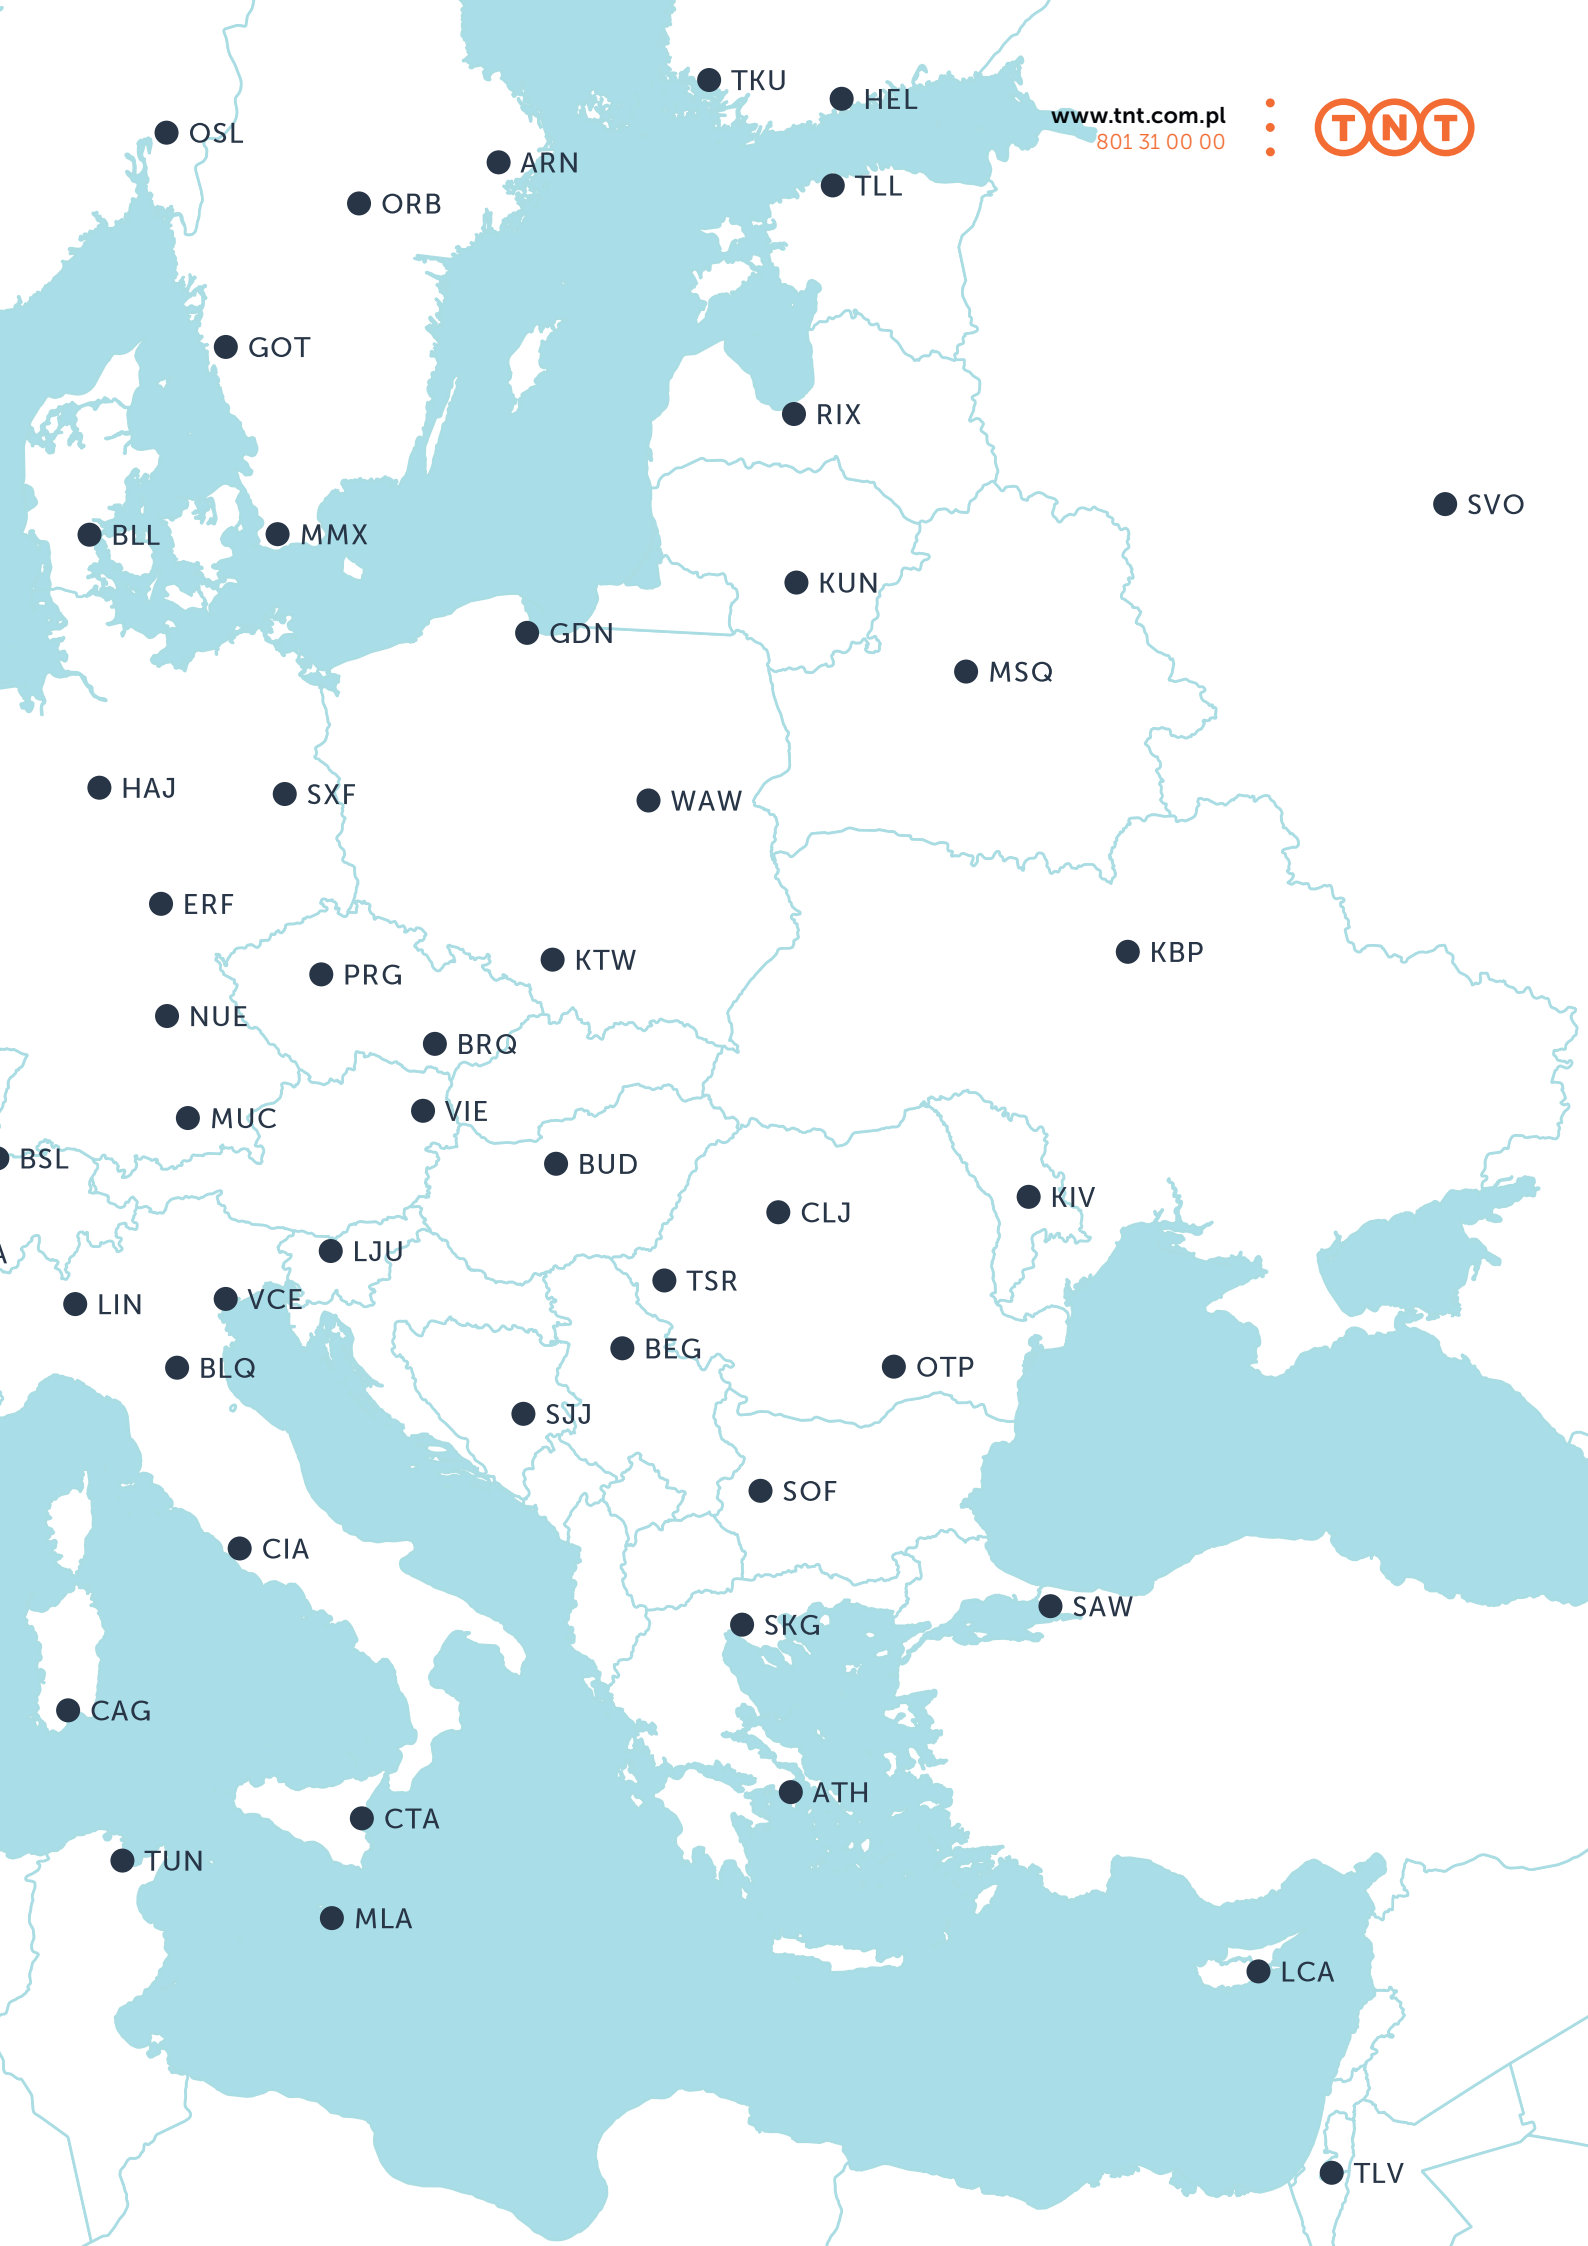 TKU
HEL
www.tnt.com.pl
801 31 00 00
TNT
OSL
ARN
TLL
ORB
GOT
RIX
SVO
BLL
MMX
KUN
GDN
MSQ
HAJ
SXF
WAW
ERF
KBP
KTW
PRG
NUE
BRQ
VIE
MUC
BSL
BUD
KIV
CLJ
LJU
TSR
VCE
LIN
BEG
OTP
BLQ
SJJ
SOF
CIA
SAW
SKG
CAG
ATH
CTA
TUN
MLA
LCA
TLV